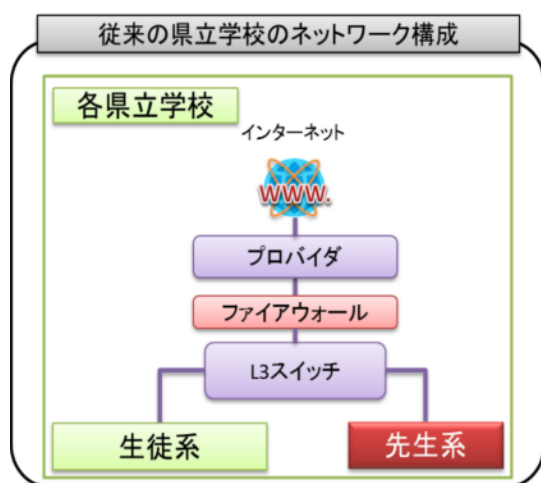 従来の県立学校のネットワーク構成
各県立学校
インターネット
WWW.
プロバイダ
ファイアウォール
L3スイッチ
生徒系
先生系